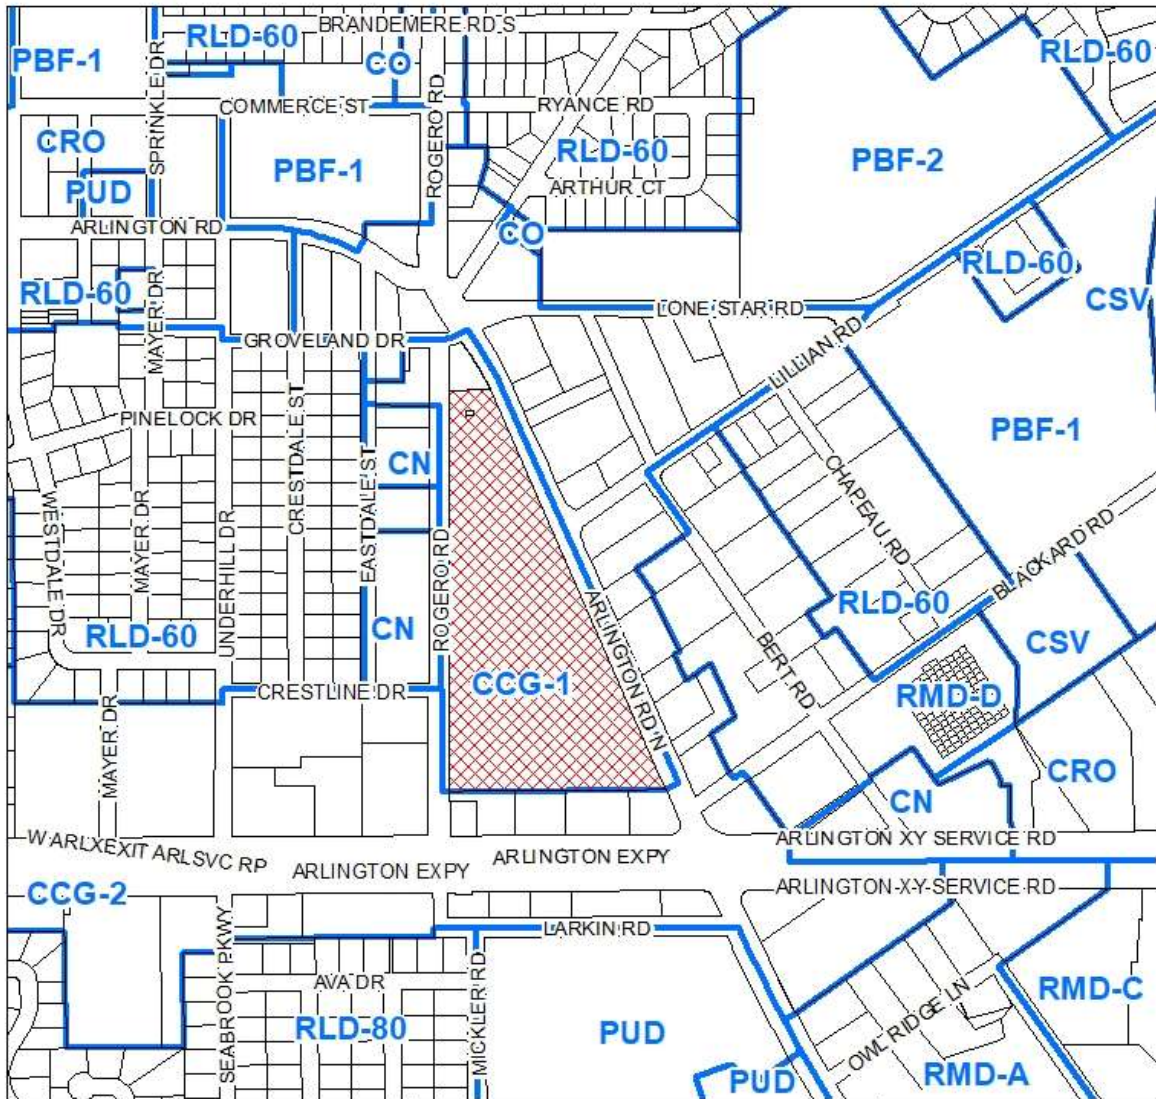 BRANDEMERE RD S
RLD-60
PBF-1
CO
RLD-60
SPRINKLE DR
ROGERO RD
COMMERCE ST
RYANCE RD
CRO
RLD-60
PBF-1
PBF-2
PUD
ARTHUR CT
ARLINGTON RD
CO
RLD-60
RLD-60
CSV
MAYER DR
LONE STAR RD
GROVELAND DR
LILLIAN RD
P
PINELOCK DR
CRESTDALE ST
PBF-1
CN
EASTDALE ST
CHAPEAU RD
WESTDALE DR
MAYER DR
UNDERHILL DR
ROGERO RD
BLACKARD RD
ARLINGTON RD N
RLD-60
CN
RLD-60
CSV
BERT RD
CCG-1
CRESTLINE DR
RMD-D
MAYER DR
CRO
CN
W ARLXEXIT ARLSVC RP
ARLINGTON XY SERVICE RD
ARLINGTON EXPY
ARLINGTON EXPY
CCG-2
ARLINGTON XY SERVICE RD
SEABROOK PKWY
LARKIN RD
MICKLER RD
AVA DR
RMD-C
RLD-80
PUD
OWL RIDGE LN
PUD
RMD-A